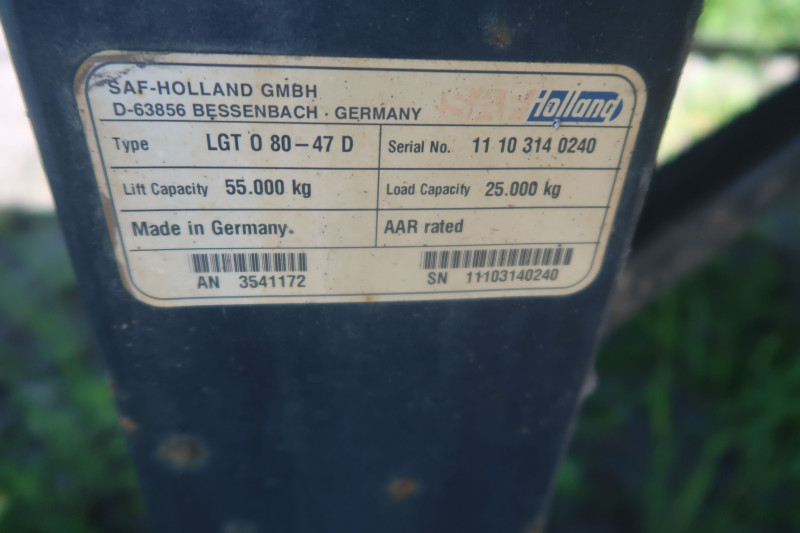 SAF-HOLLAND GMBH
D-63856 BESSENBACH · GERMANY
Holland
Type LGT O 80-47 D
Serial No. 11 10 314 0240
Lift Capacity 55.000 kg
Load Capacity 25.000 kg
Made in Germany.
AAR rated
AN 3541172
SN 11103140240